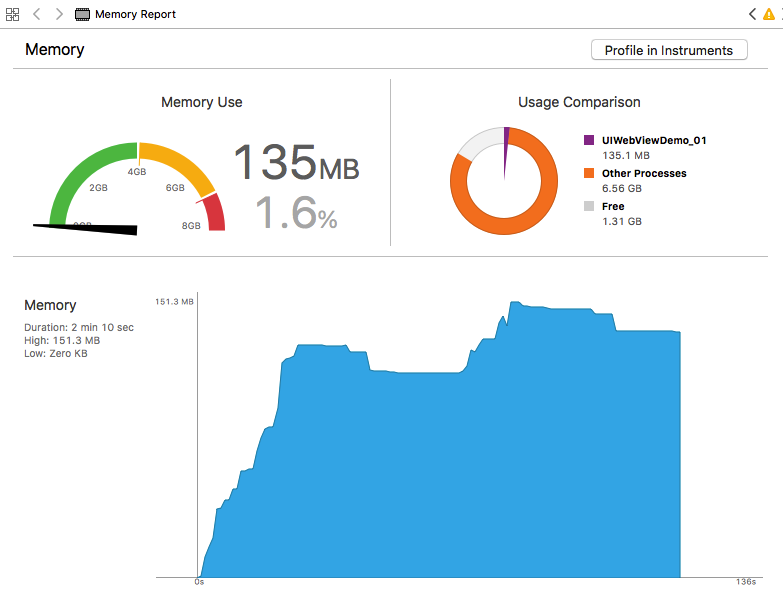 Memory Report
Memory
Profile in Instruments
Memory Use
0GB
2GB
4GB
6GB
8GB
135MB
1.6%
Usage Comparison
UIWebViewDemo_01
135.1 MB
Other Processes
6.56 GB
Free
1.31 GB
Memory
Duration: 2 min 10 sec
High: 151.3 MB
Low: Zero KB
151.3 MB
0s
136s